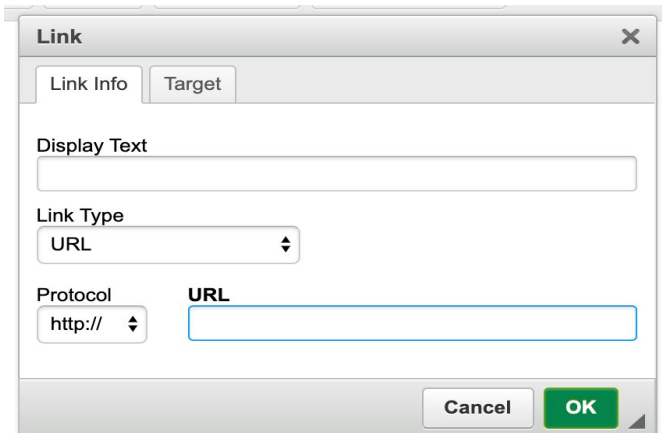 Link
Link Info Target
Display Text
Link Type
URL
Protocol URL
http://
Cancel OK